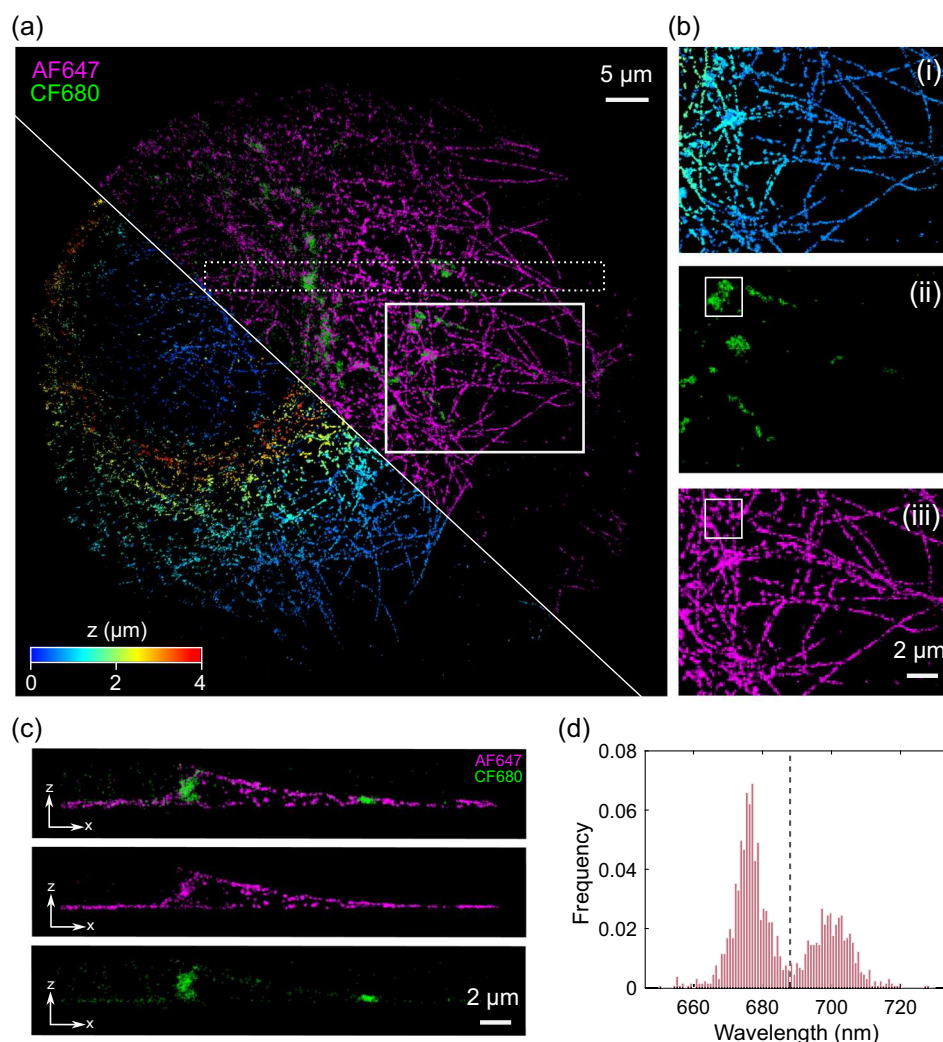 (a)
AF647
CF680
5 µm
z (µm)
0 2 4
(b)
(i)
(ii)
(iii)
2 µm
(c)
AF647
CF680
z
x
z
x
z
x
2 µm
(d)
0.08
0.06
0.04
0.02
0
Frequency
660 680 700 720
Wavelength (nm)